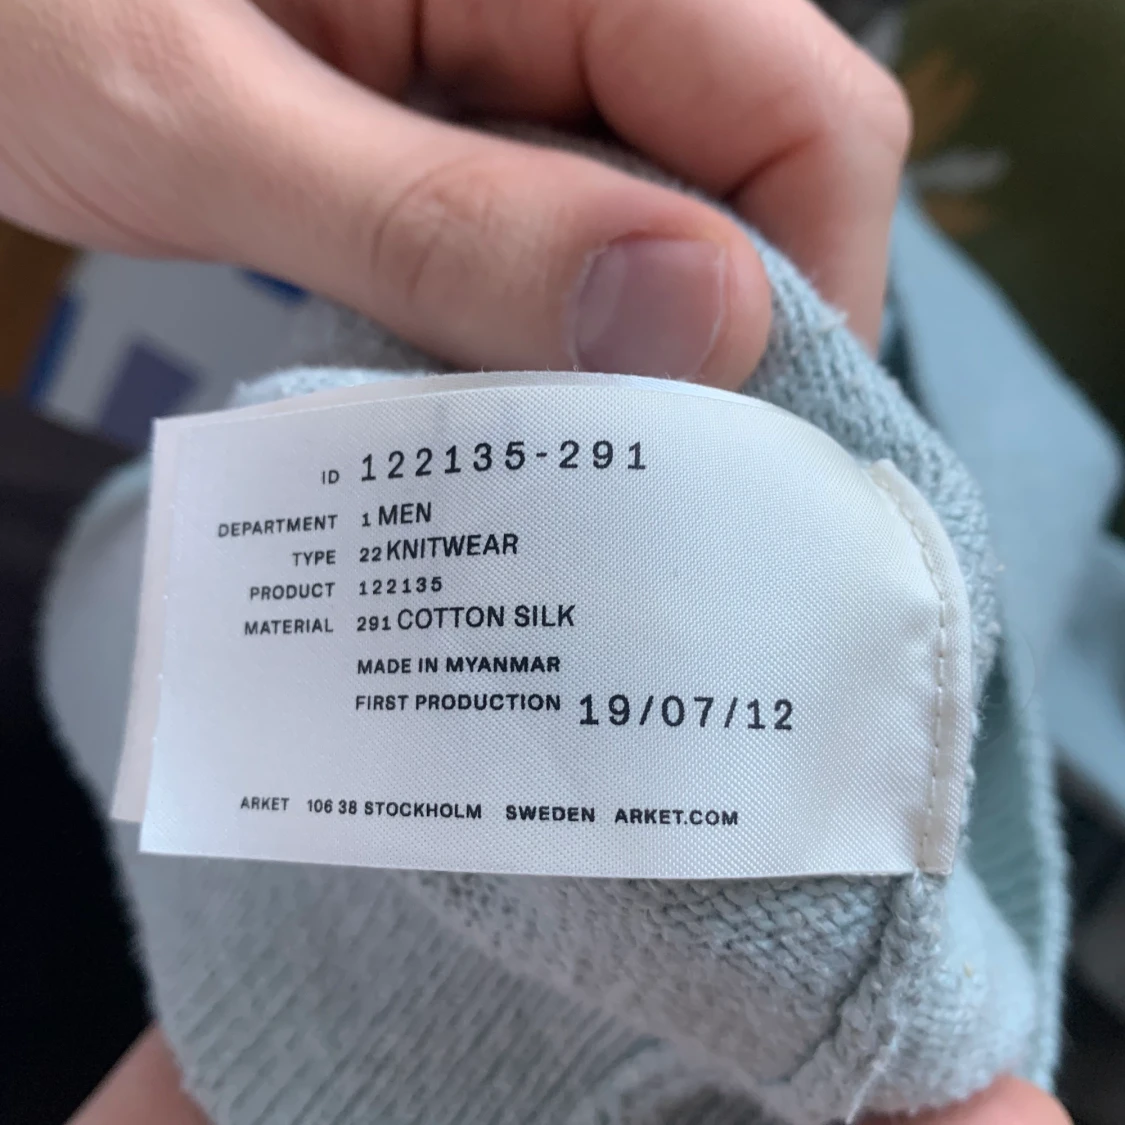 ID 122135-291
DEPARTMENT 1 MEN
TYPE 22 KNITWEAR
PRODUCT 122135
MATERIAL 291 COTTON SILK
MADE IN MYANMAR
FIRST PRODUCTION 19/07/12
ARKET 106 38 STOCKHOLM SWEDEN ARKET.COM